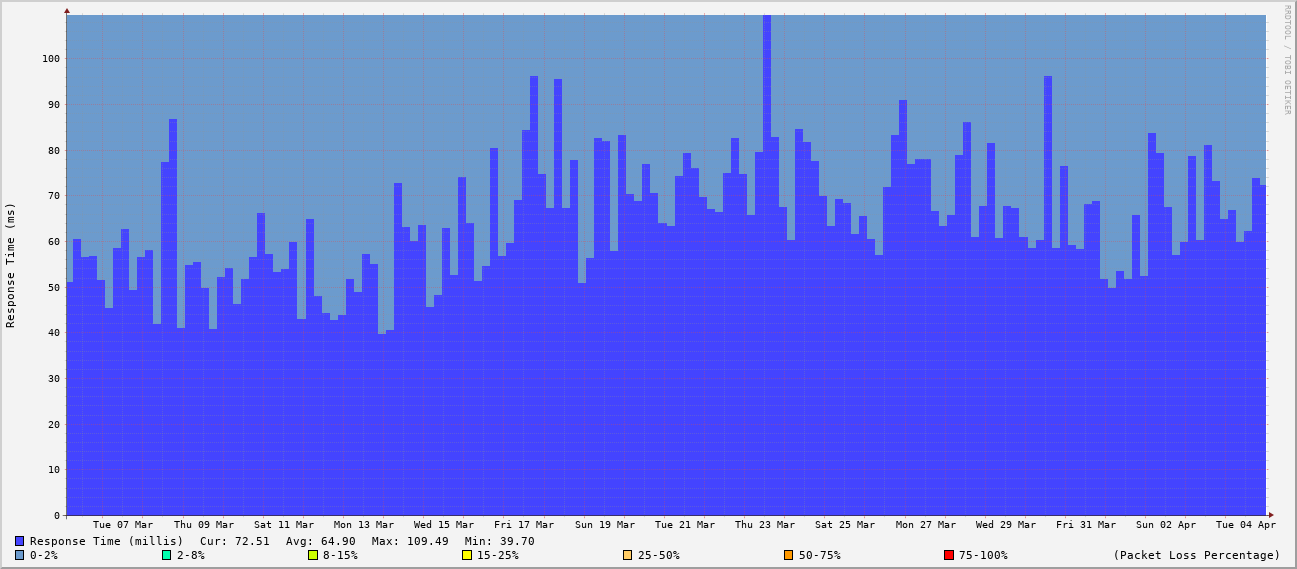 RRDTOOL / TOBI OETIKER
Response Time (ms)
100
90
80
70
60
50
40
30
20
10
0
Tue 07 Mar Thu 09 Mar Sat 11 Mar Mon 13 Mar Wed 15 Mar Fri 17 Mar Sun 19 Mar Tue 21 Mar Thu 23 Mar Sat 25 Mar Mon 27 Mar Wed 29 Mar Fri 31 Mar Sun 02 Apr Tue 04 Apr
Response Time (millis) Cur: 72.51 Avg: 64.90 Max: 109.49 Min: 39.70
0-2% 2-8% 8-15% 15-25% 25-50% 50-75% 75-100% (Packet Loss Percentage)